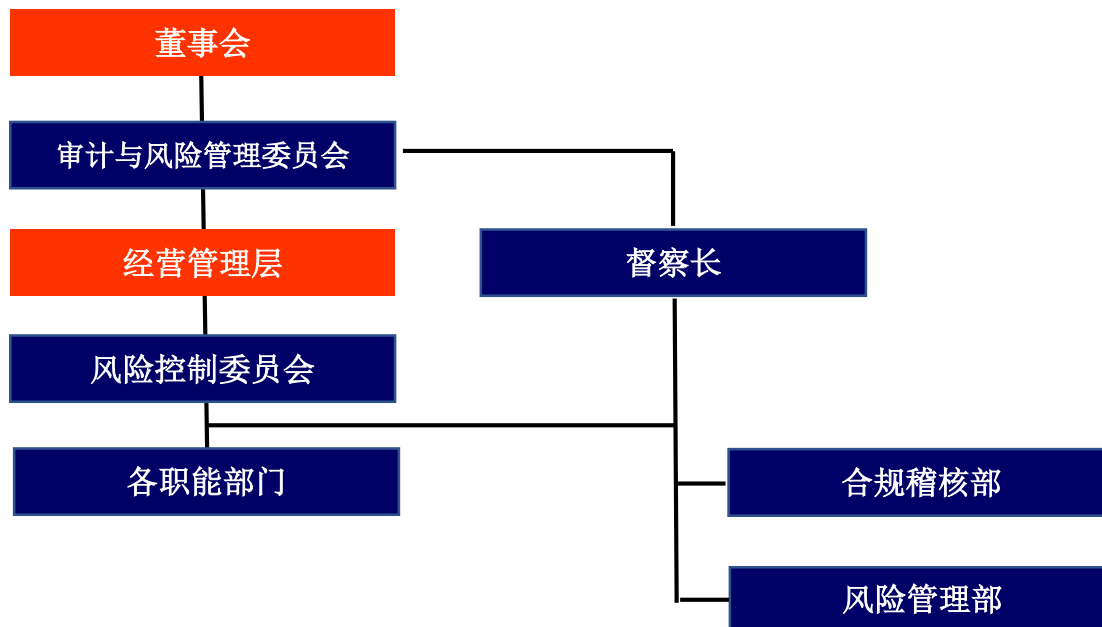 董事会
审计与风险管理委员会
经营管理层
督察长
风险控制委员会
各职能部门
合规稽核部
风险管理部